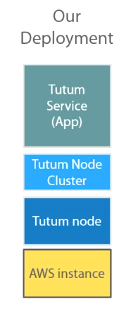 Our
Deployment
Tutum
Service
(App)
Tutum Node
Cluster
Tutum node
AWS instance